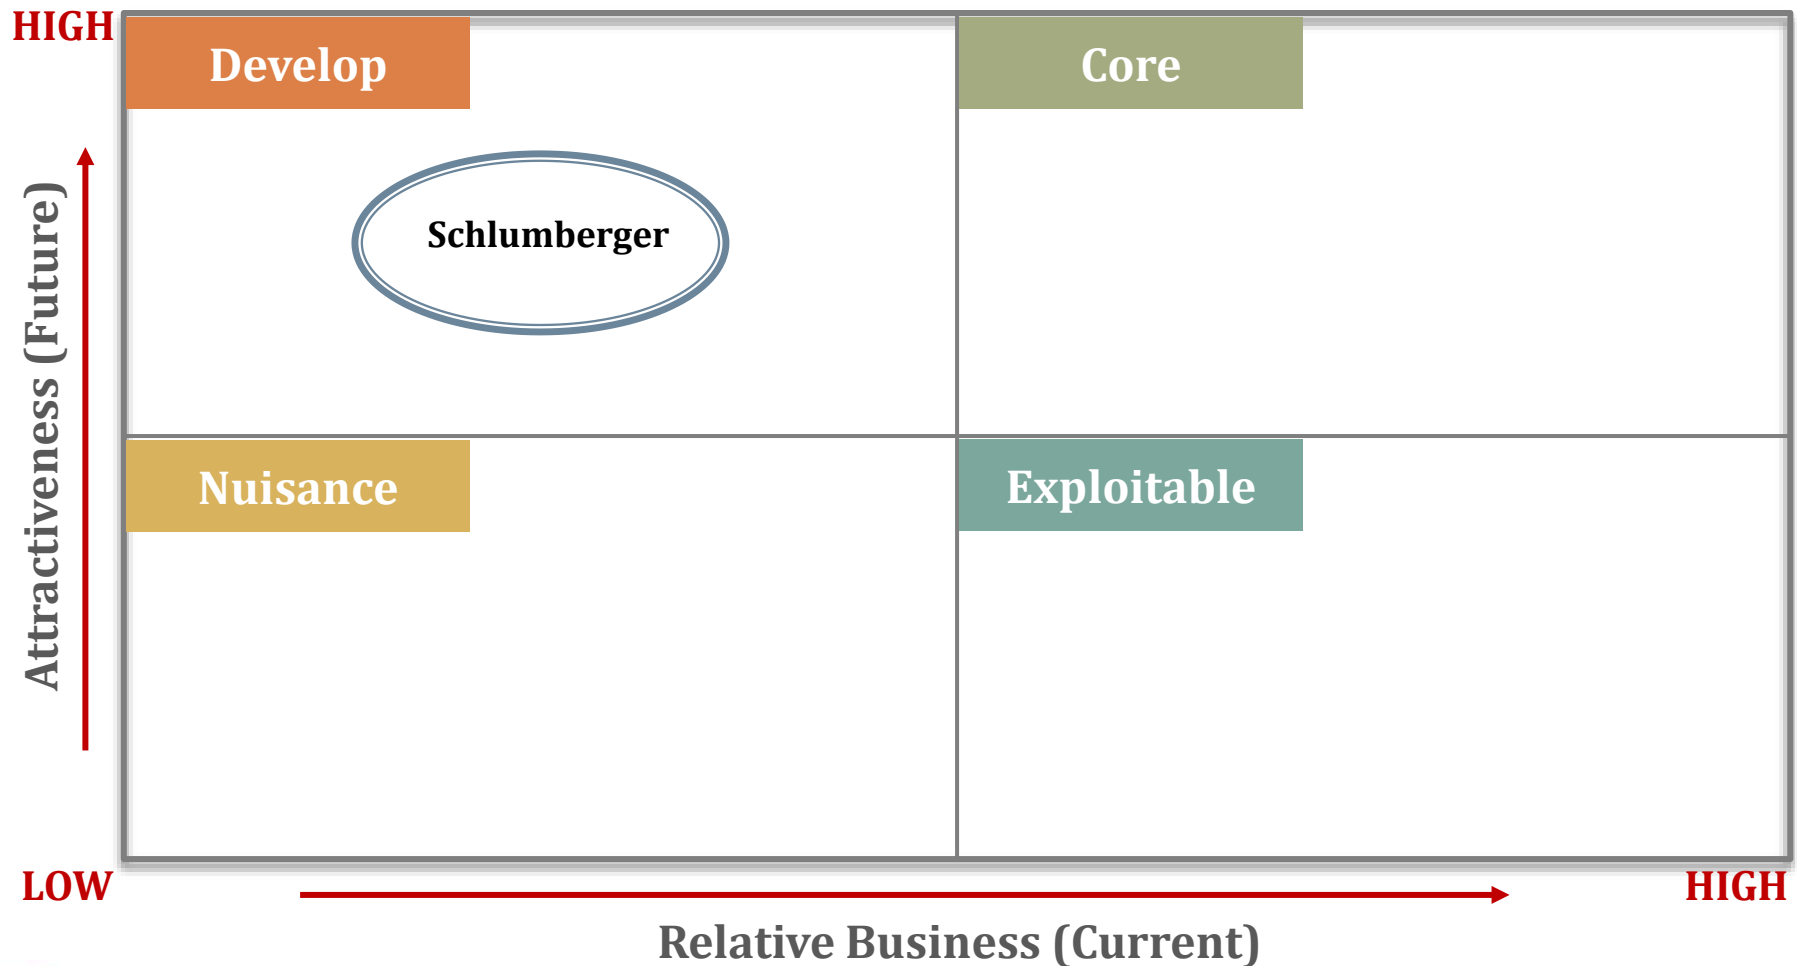 HIGH
Develop
Core
Schlumberger
Attractiveness (Future)
Nuisance
Exploitable
LOW
HIGH
Relative Business (Current)